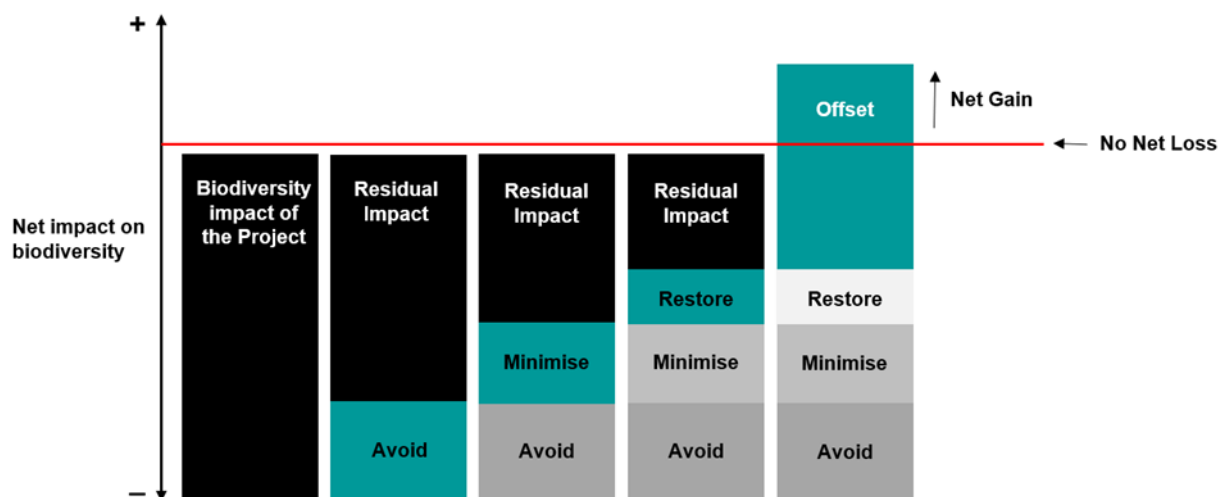 +
Offset
Net Gain
No Net Loss
Biodiversity
impact of
the Project
Residual
Impact
Residual
Impact
Residual
Impact
Net impact on
biodiversity
Restore
Restore
Minimise
Minimise
Minimise
Avoid
Avoid
Avoid
Avoid
–